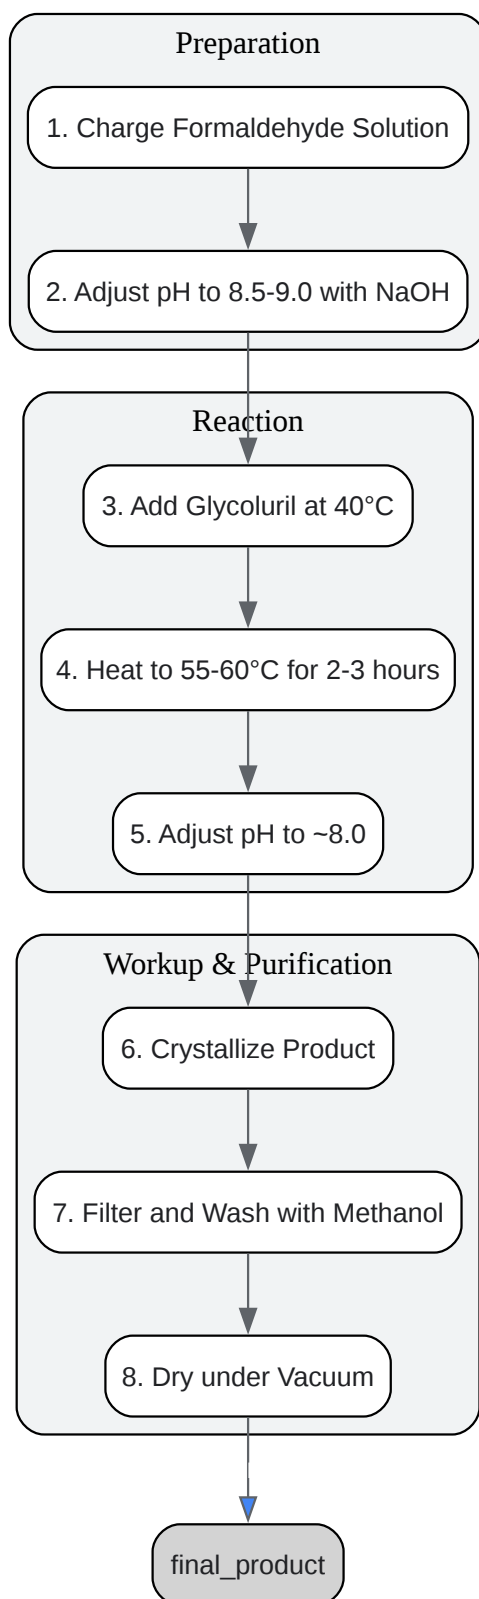 Preparation
1. Charge Formaldehyde Solution
2. Adjust pH to 8.5-9.0 with NaOH
Reaction
3. Add Glycoluril at 40°C
4. Heat to 55-60°C for 2-3 hours
5. Adjust pH to ~8.0
Workup & Purification
6. Crystallize Product
7. Filter and Wash with Methanol
8. Dry under Vacuum
final_product